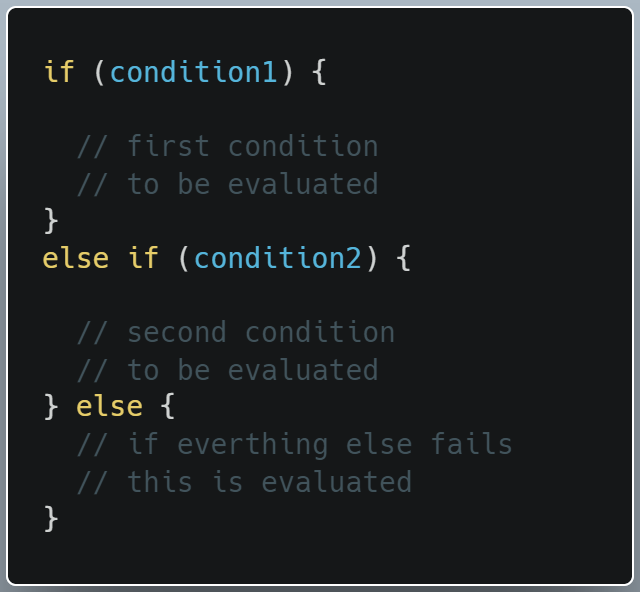 if (condition1) {
// first condition
// to be evaluated
}
else if (condition2) {
// second condition
// to be evaluated
} else {
// if everthing else fails
// this is evaluated
}